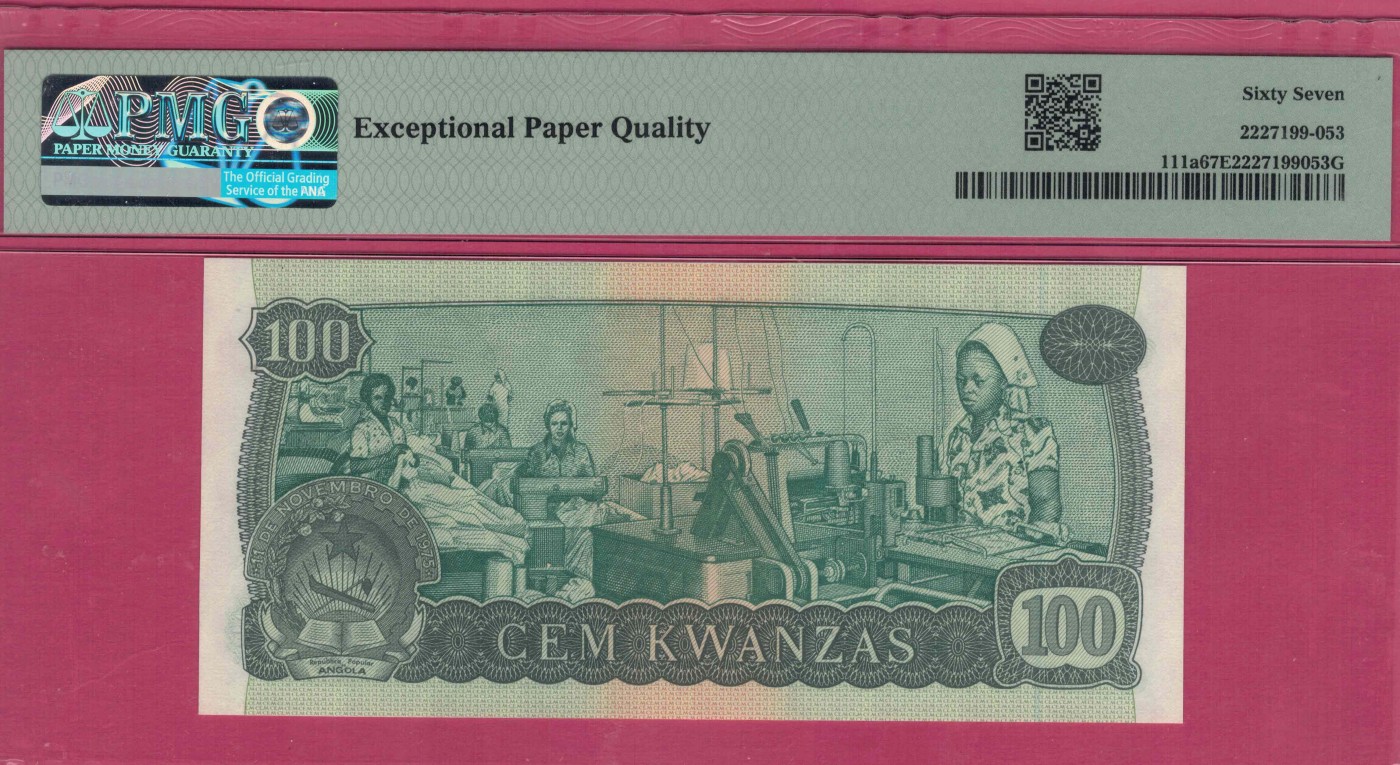 PMG
PAPER MONEY GUARANTY
The Official Grading
Service of the ANA
Exceptional Paper Quality
Sixty Seven
2227199-053
111a67E2227199053G
100
11 DE NOVEMBRO DE 1975
República Popular
ANGOLA
CEM KWANZAS
100